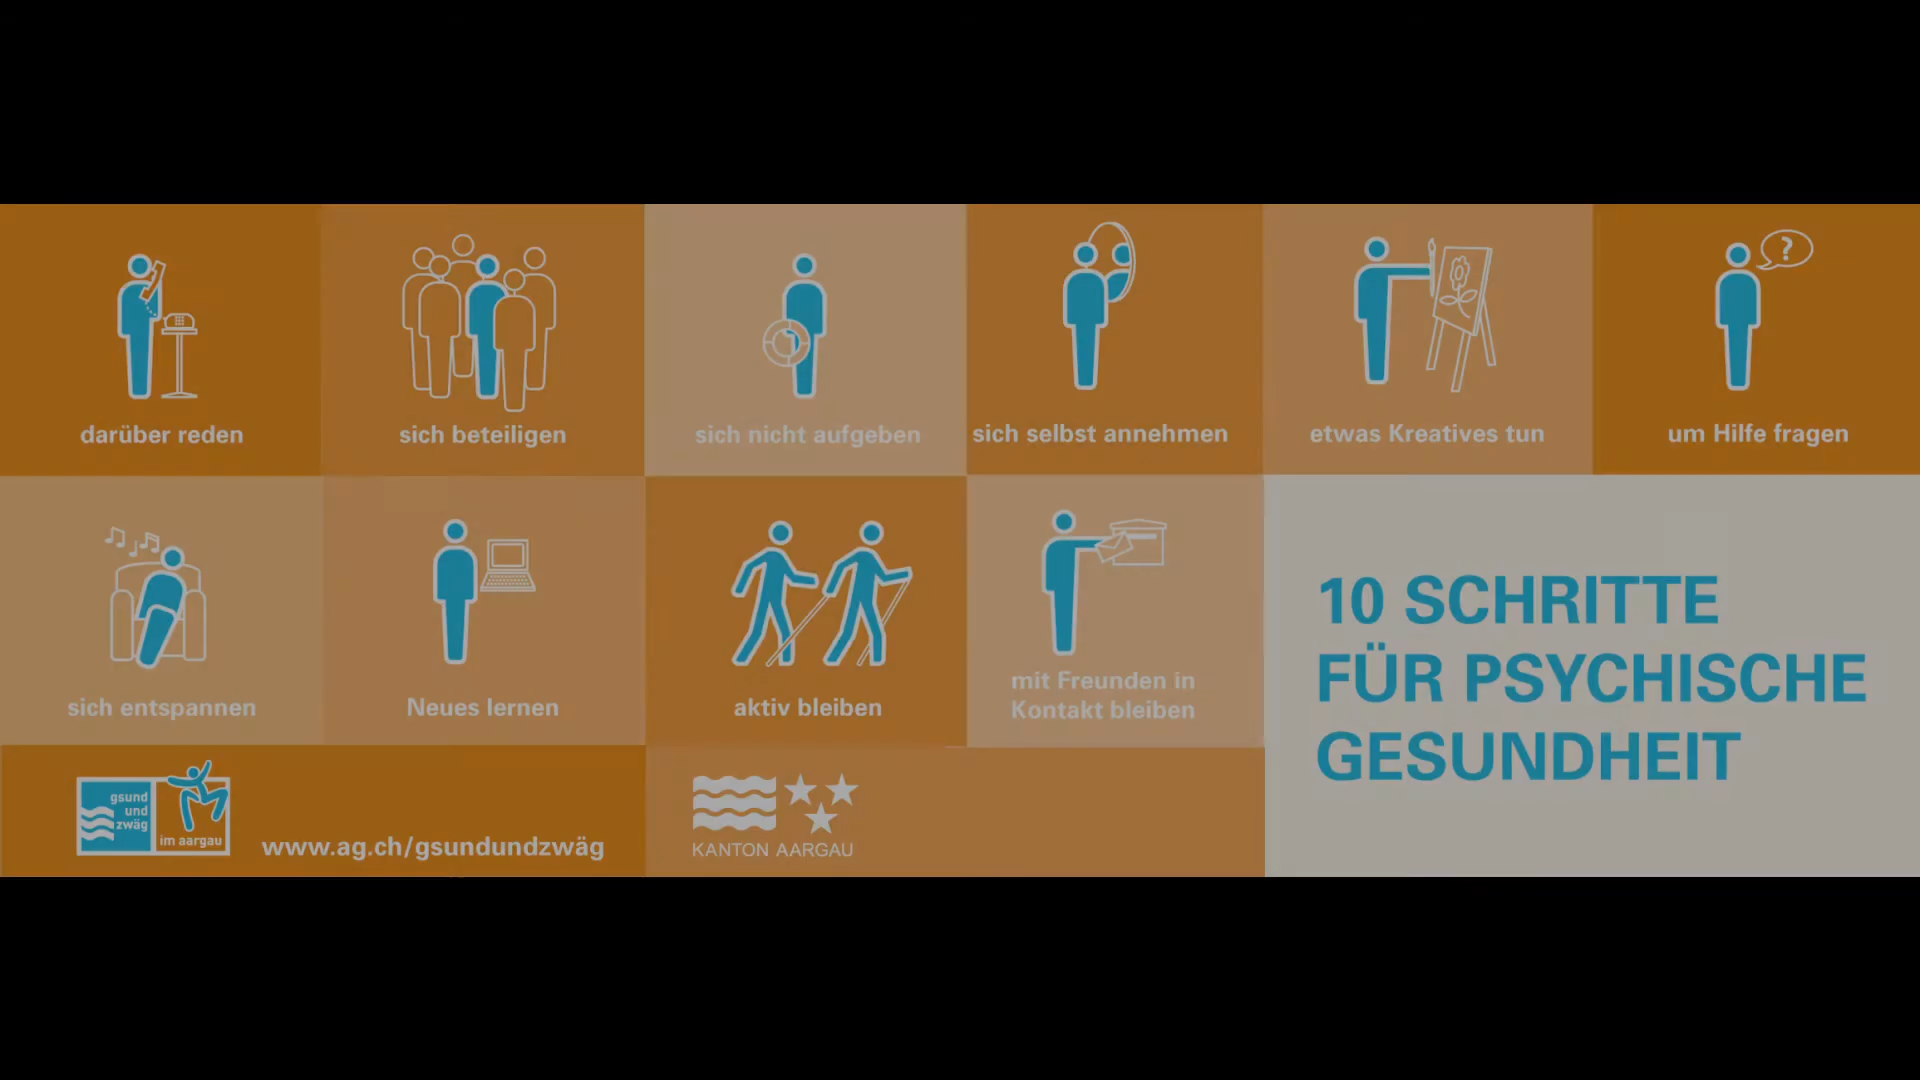 darüber reden
sich beteiligen
sich nicht aufgeben
sich selbst annehmen
etwas Kreatives tun
?
um Hilfe fragen
sich entspannen
Neues lernen
aktiv bleiben
mit Freunden in
Kontakt bleiben
10 SCHRITTE
FÜR PSYCHISCHE
GESUNDHEIT
gsund
und
zwäg
im aargau
www.ag.ch/gsundundzwäg
KANTON AARGAU